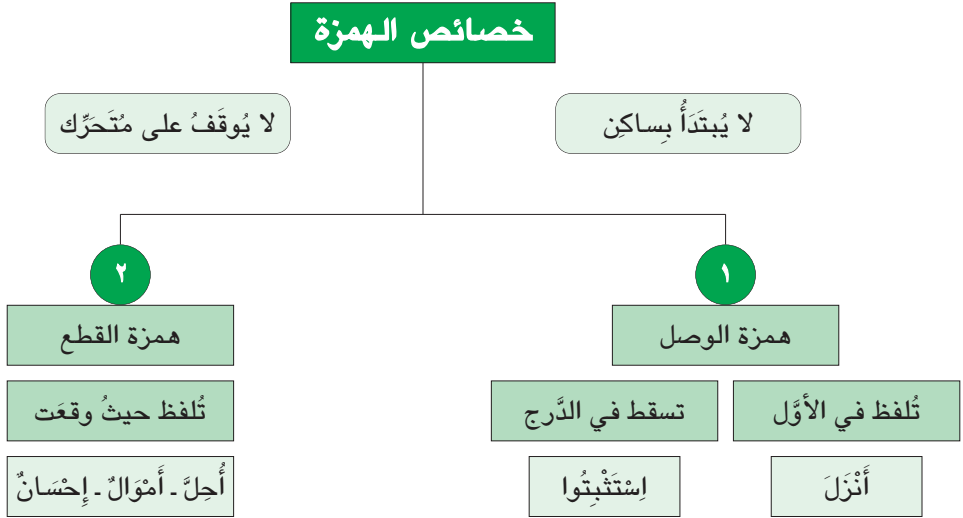 خصائص الهمزة
لا يُبتَدَأُ بِساكِن
لا يُوقَفُ على مُتَحَرِّك
١
٢
همزة الوصل
همزة القطع
تُلفظ في الأوَّل
تسقط في الدَّرج
تُلفظ حيثُ وقعَت
أَنْزَلَ
اِسْتَثْبِتُوا
أُحِلَّ ـ أَمْوَالٌ ـ إِحْسَانٌ